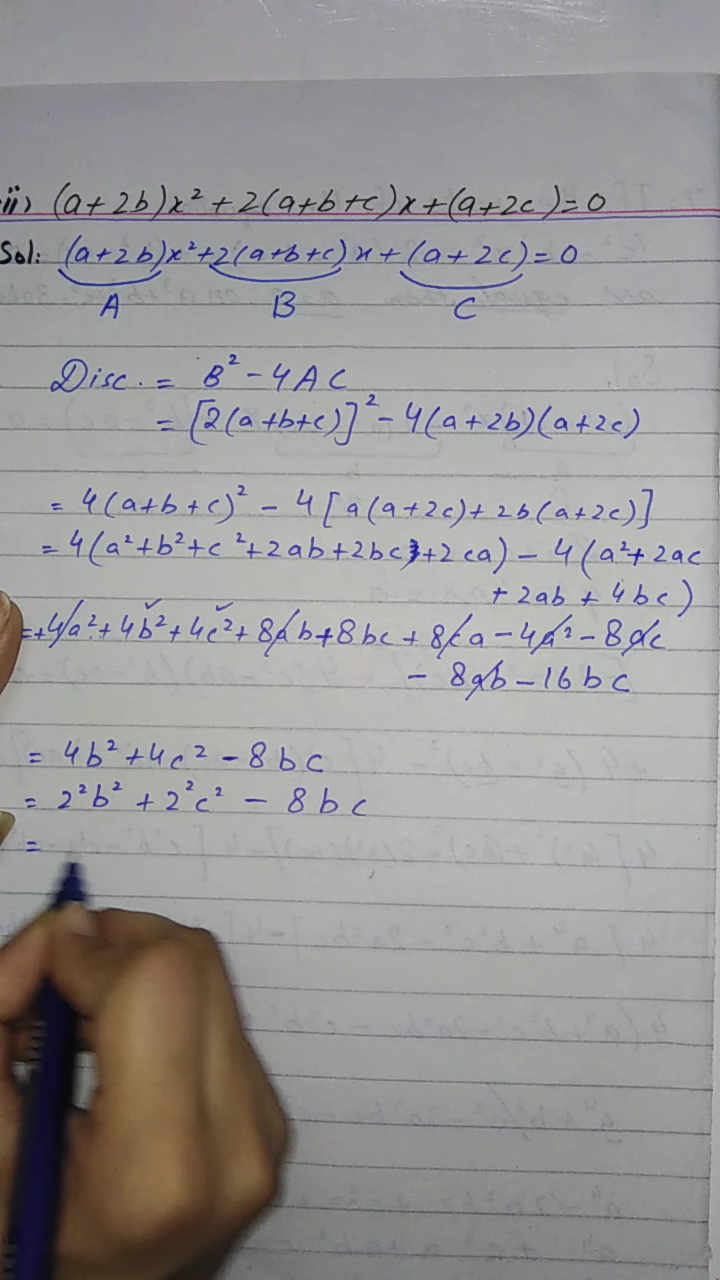 ii) (a+2b)x²+2(a+b+c)x+(a+2c)=0
Sol: (a+2b)x²+2(a+b+c)x+(a+2c)=0
A B C
Disc. = B²-4AC
= [2(a+b+c)]²-4(a+2b)(a+2c)
= 4(a+b+c)² - 4[a(a+2c)+2b(a+2c)]
= 4(a²+b²+c²+2ab+2bc+2ca) - 4(a²+2ac
+ 2ab + 4bc)
=+4a²+4b²+4c²+8ab+8bc+8ca-4a²-8ac
- 8ab-16bc
= 4b²+4c²-8bc
= 2²b²+2²c² - 8bc
=